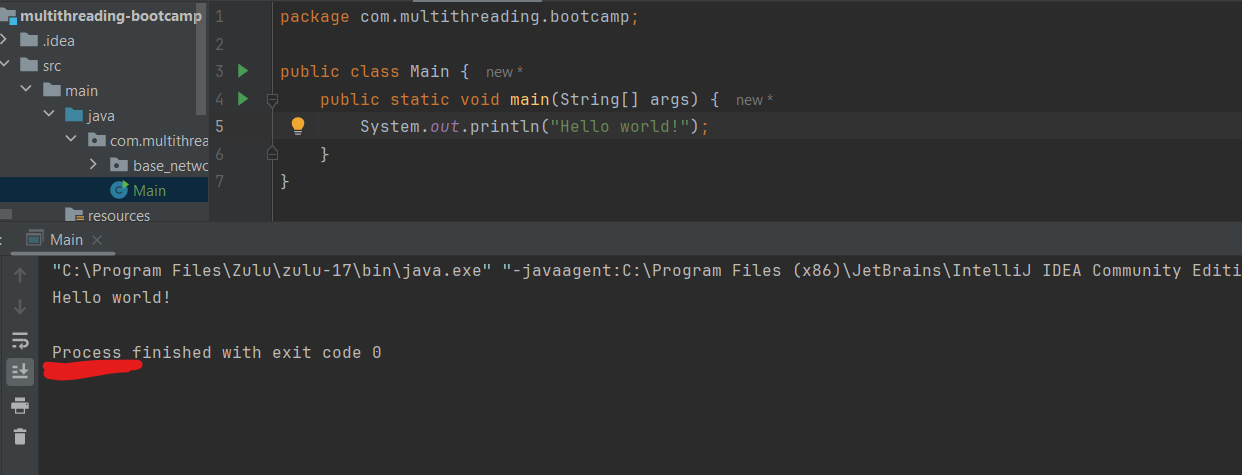 multithreading-bootcamp
.idea
src
main
java
com.multithrea
base_netwo
Main
resources
1 package com.multithreading.bootcamp;
2
3 public class Main { new *
4 public static void main(String[] args) { new *
5 System.out.println("Hello world!");
6 }
7 }
: Main ×
"C:\Program Files\Zulu\zulu-17\bin\java.exe" "-javaagent:C:\Program Files (x86)\JetBrains\IntelliJ IDEA Community Editi
Hello world!
Process finished with exit code 0